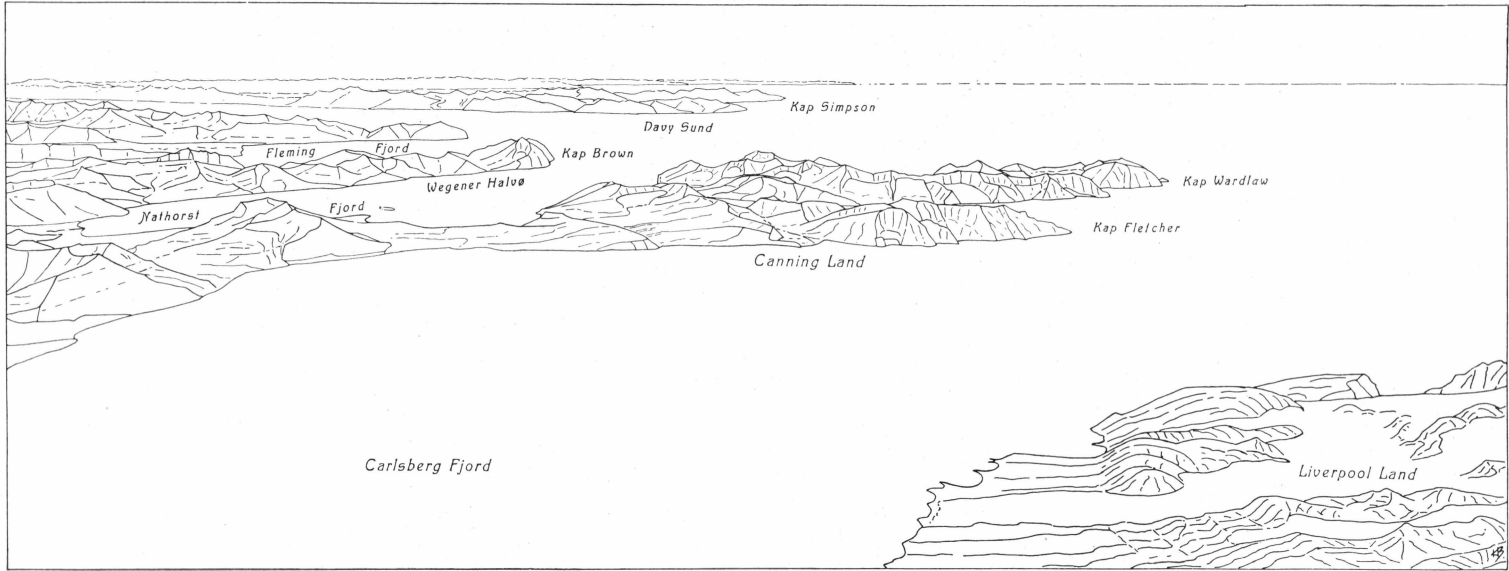 Kap Simpson
Davy Sund
Fleming Fjord
Kap Brown
Wegener Halvø
Kap Wardlaw
Nathorst Fjord
Kap Fletcher
Canning Land
Carlsberg Fjord
Liverpool Land